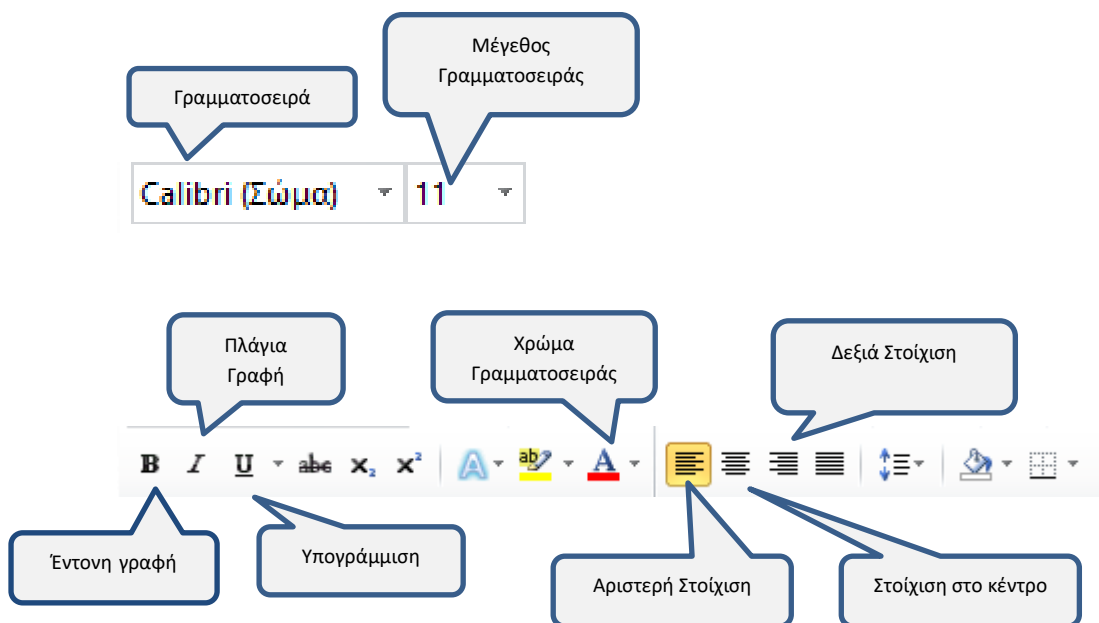 Μέγεθος
Γραμματοσειράς
Γραμματοσειρά
Calibri (Σώμα) 11
Πλάγια
Γραφή
Χρώμα
Γραμματοσειράς
Δεξιά Στοίχιση
B I U abc x₂ x² A ab A
Έντονη γραφή
Υπογράμμιση
Αριστερή Στοίχιση
Στοίχιση στο κέντρο